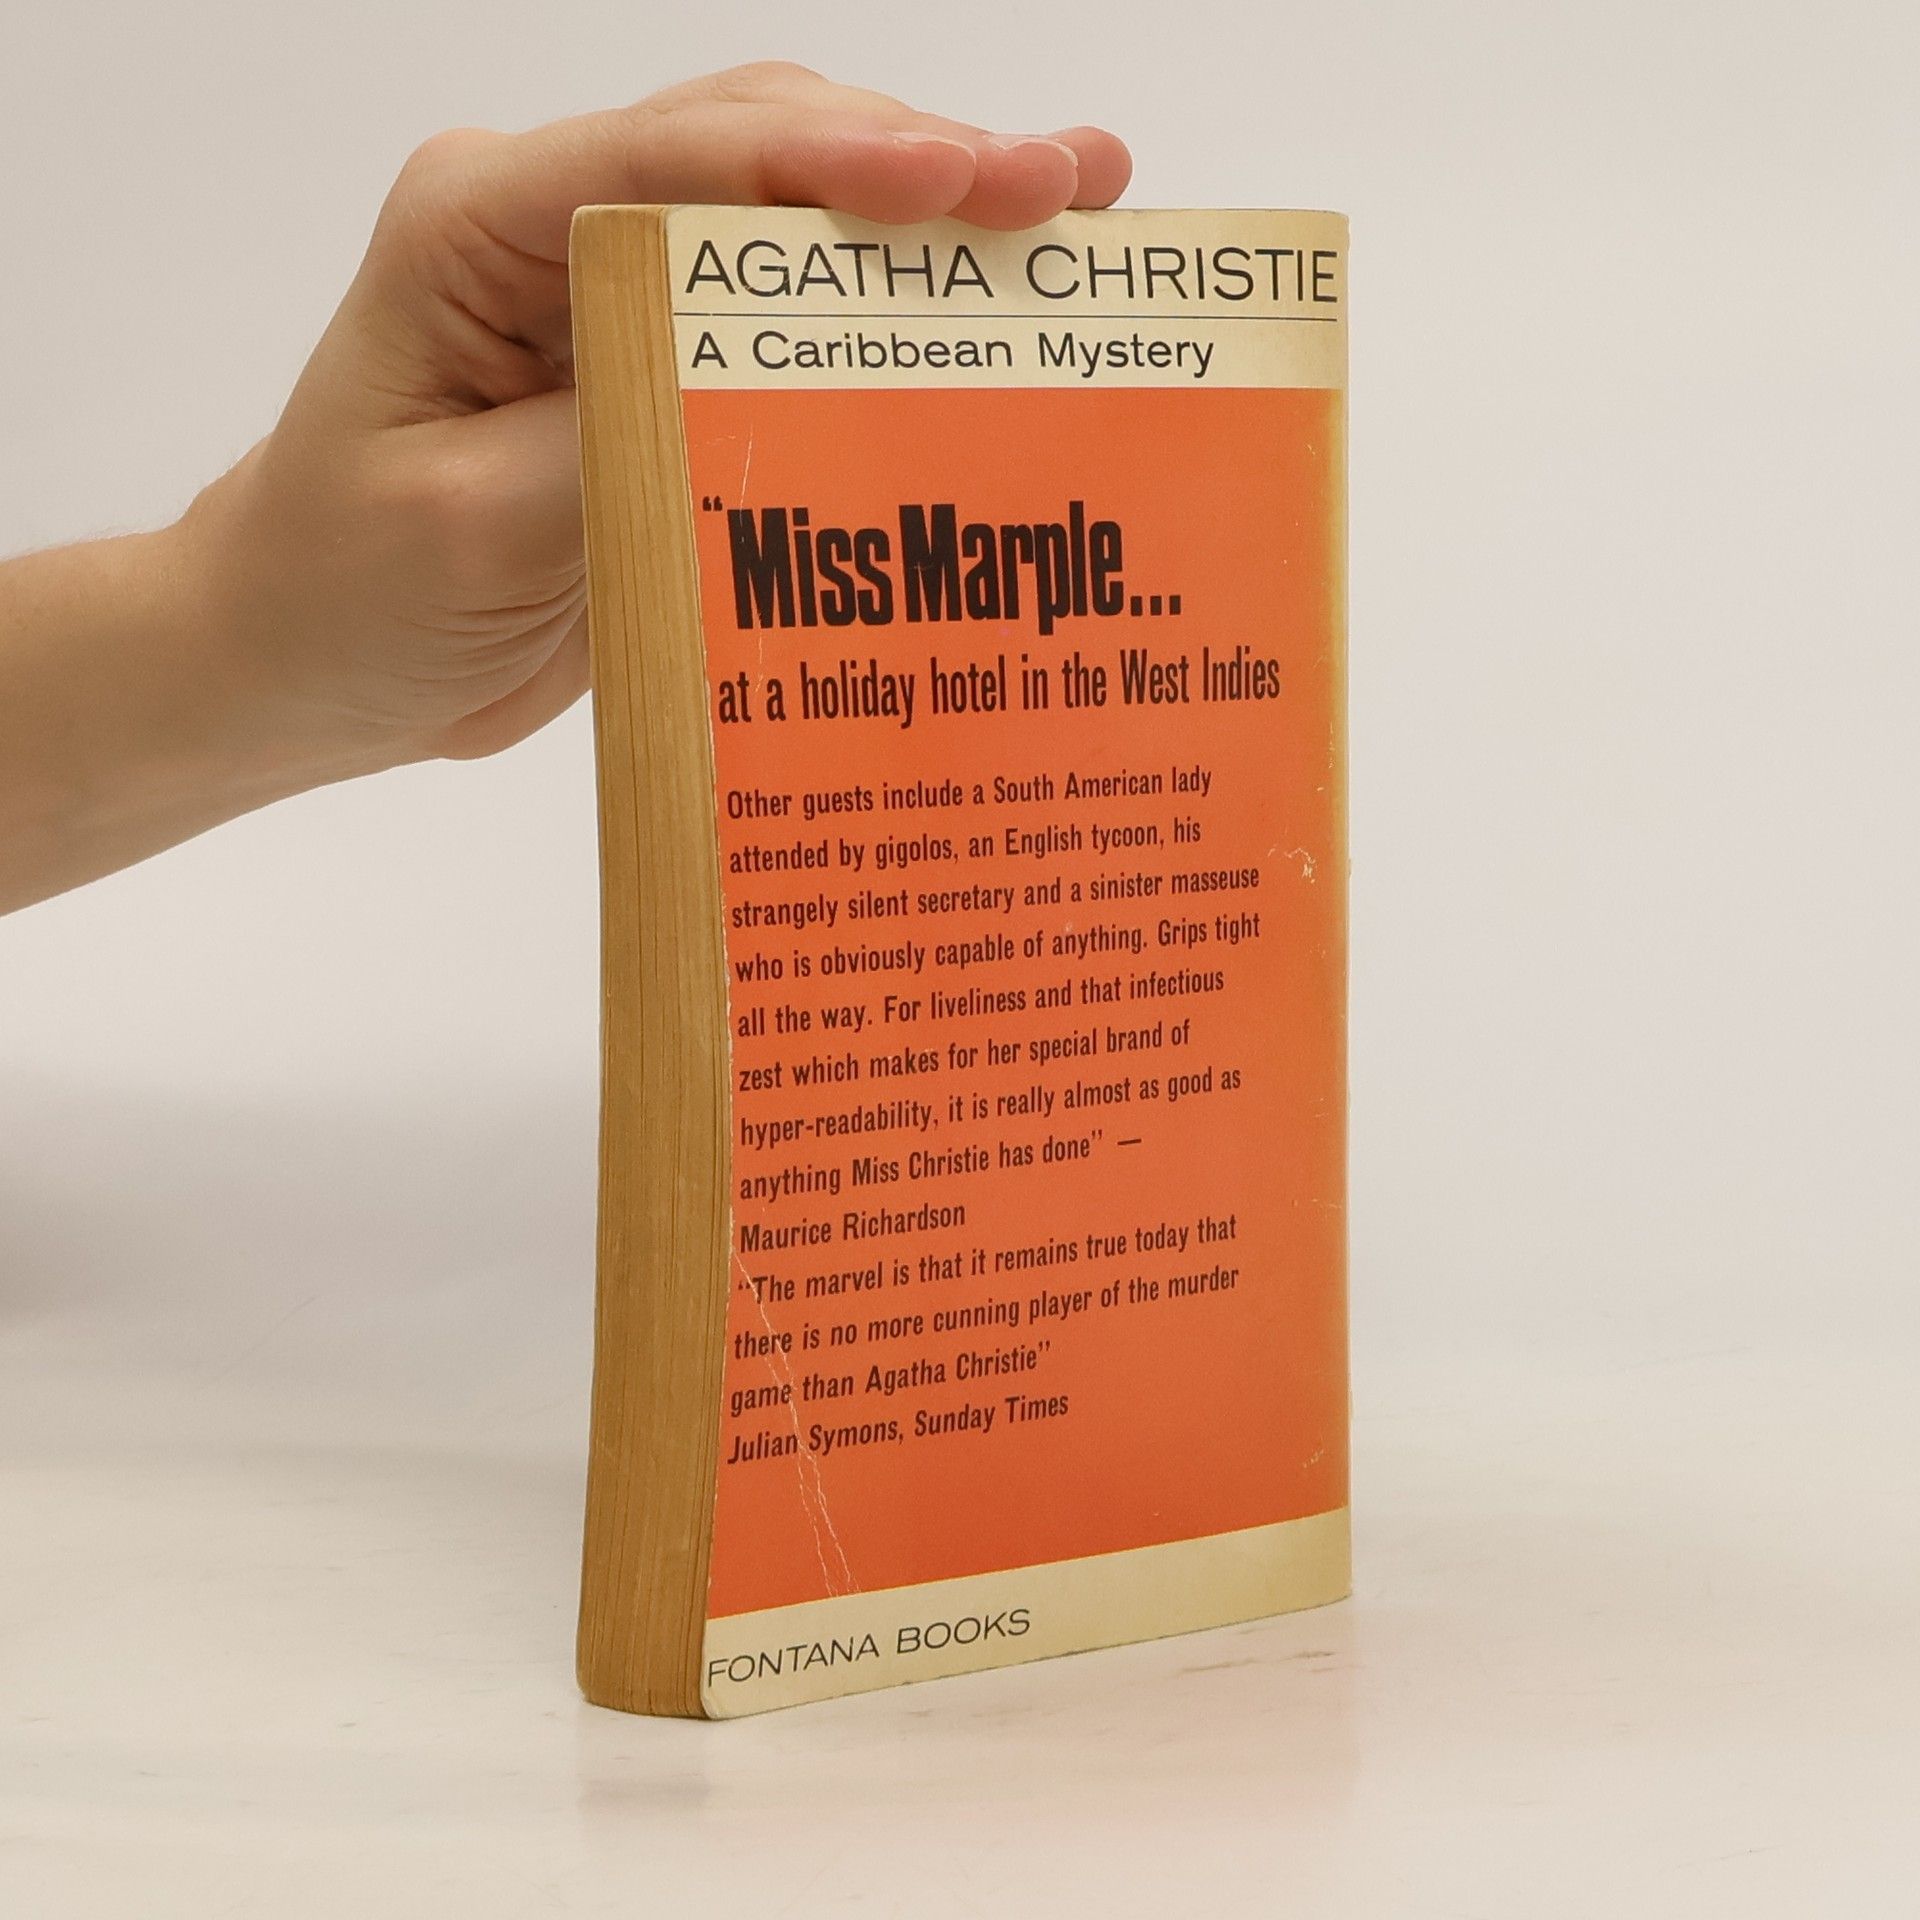 AGATHA CHRISTIE
A Caribbean Mystery
“Miss Marple...
at a holiday hotel in the West Indies
Other guests include a South American lady
attended by gigolos, an English tycoon, his
strangely silent secretary and a sinister masseuse
who is obviously capable of anything. Grips tight
all the way. For liveliness and that infectious
zest which makes for her special brand of
hyper-readability, it is really almost as good as
anything Miss Christie has done” —
Maurice Richardson
“The marvel is that it remains true today that
there is no more cunning player of the murder
game than Agatha Christie”
Julian Symons, Sunday Times
FONTANA BOOKS